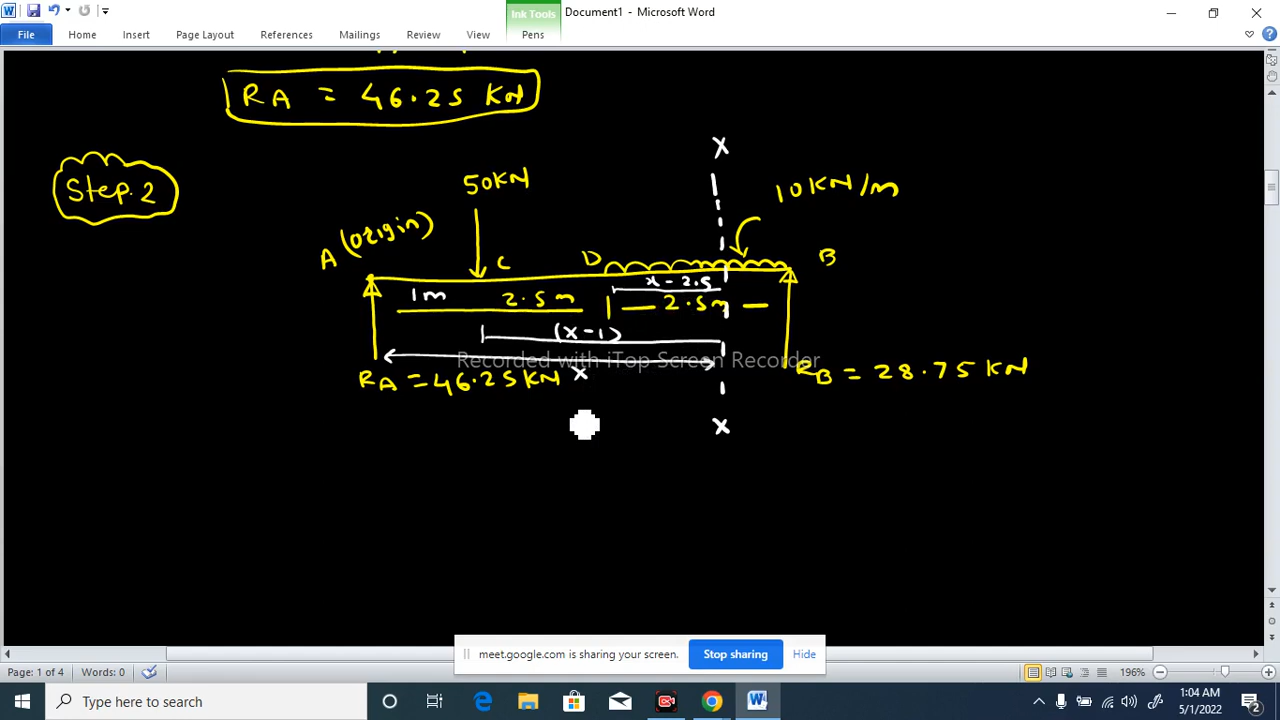 Ink Tools
Document1 - Microsoft Word
File Home Insert Page Layout References Mailings Review View Pens
RA = 46.25 KN
Step.2
X
50KN
10KN/m
A (origin)
C
D
B
x-2.5
1m 2.5m 2.5m
(x-1)
Recorded with iTop Screen Recorder
RA = 46.25KN x RB = 28.75 KN
X
meet.google.com is sharing your screen. Stop sharing Hide
Page: 1 of 4 Words: 0 196%
Type here to search
1:04 AM
5/1/2022